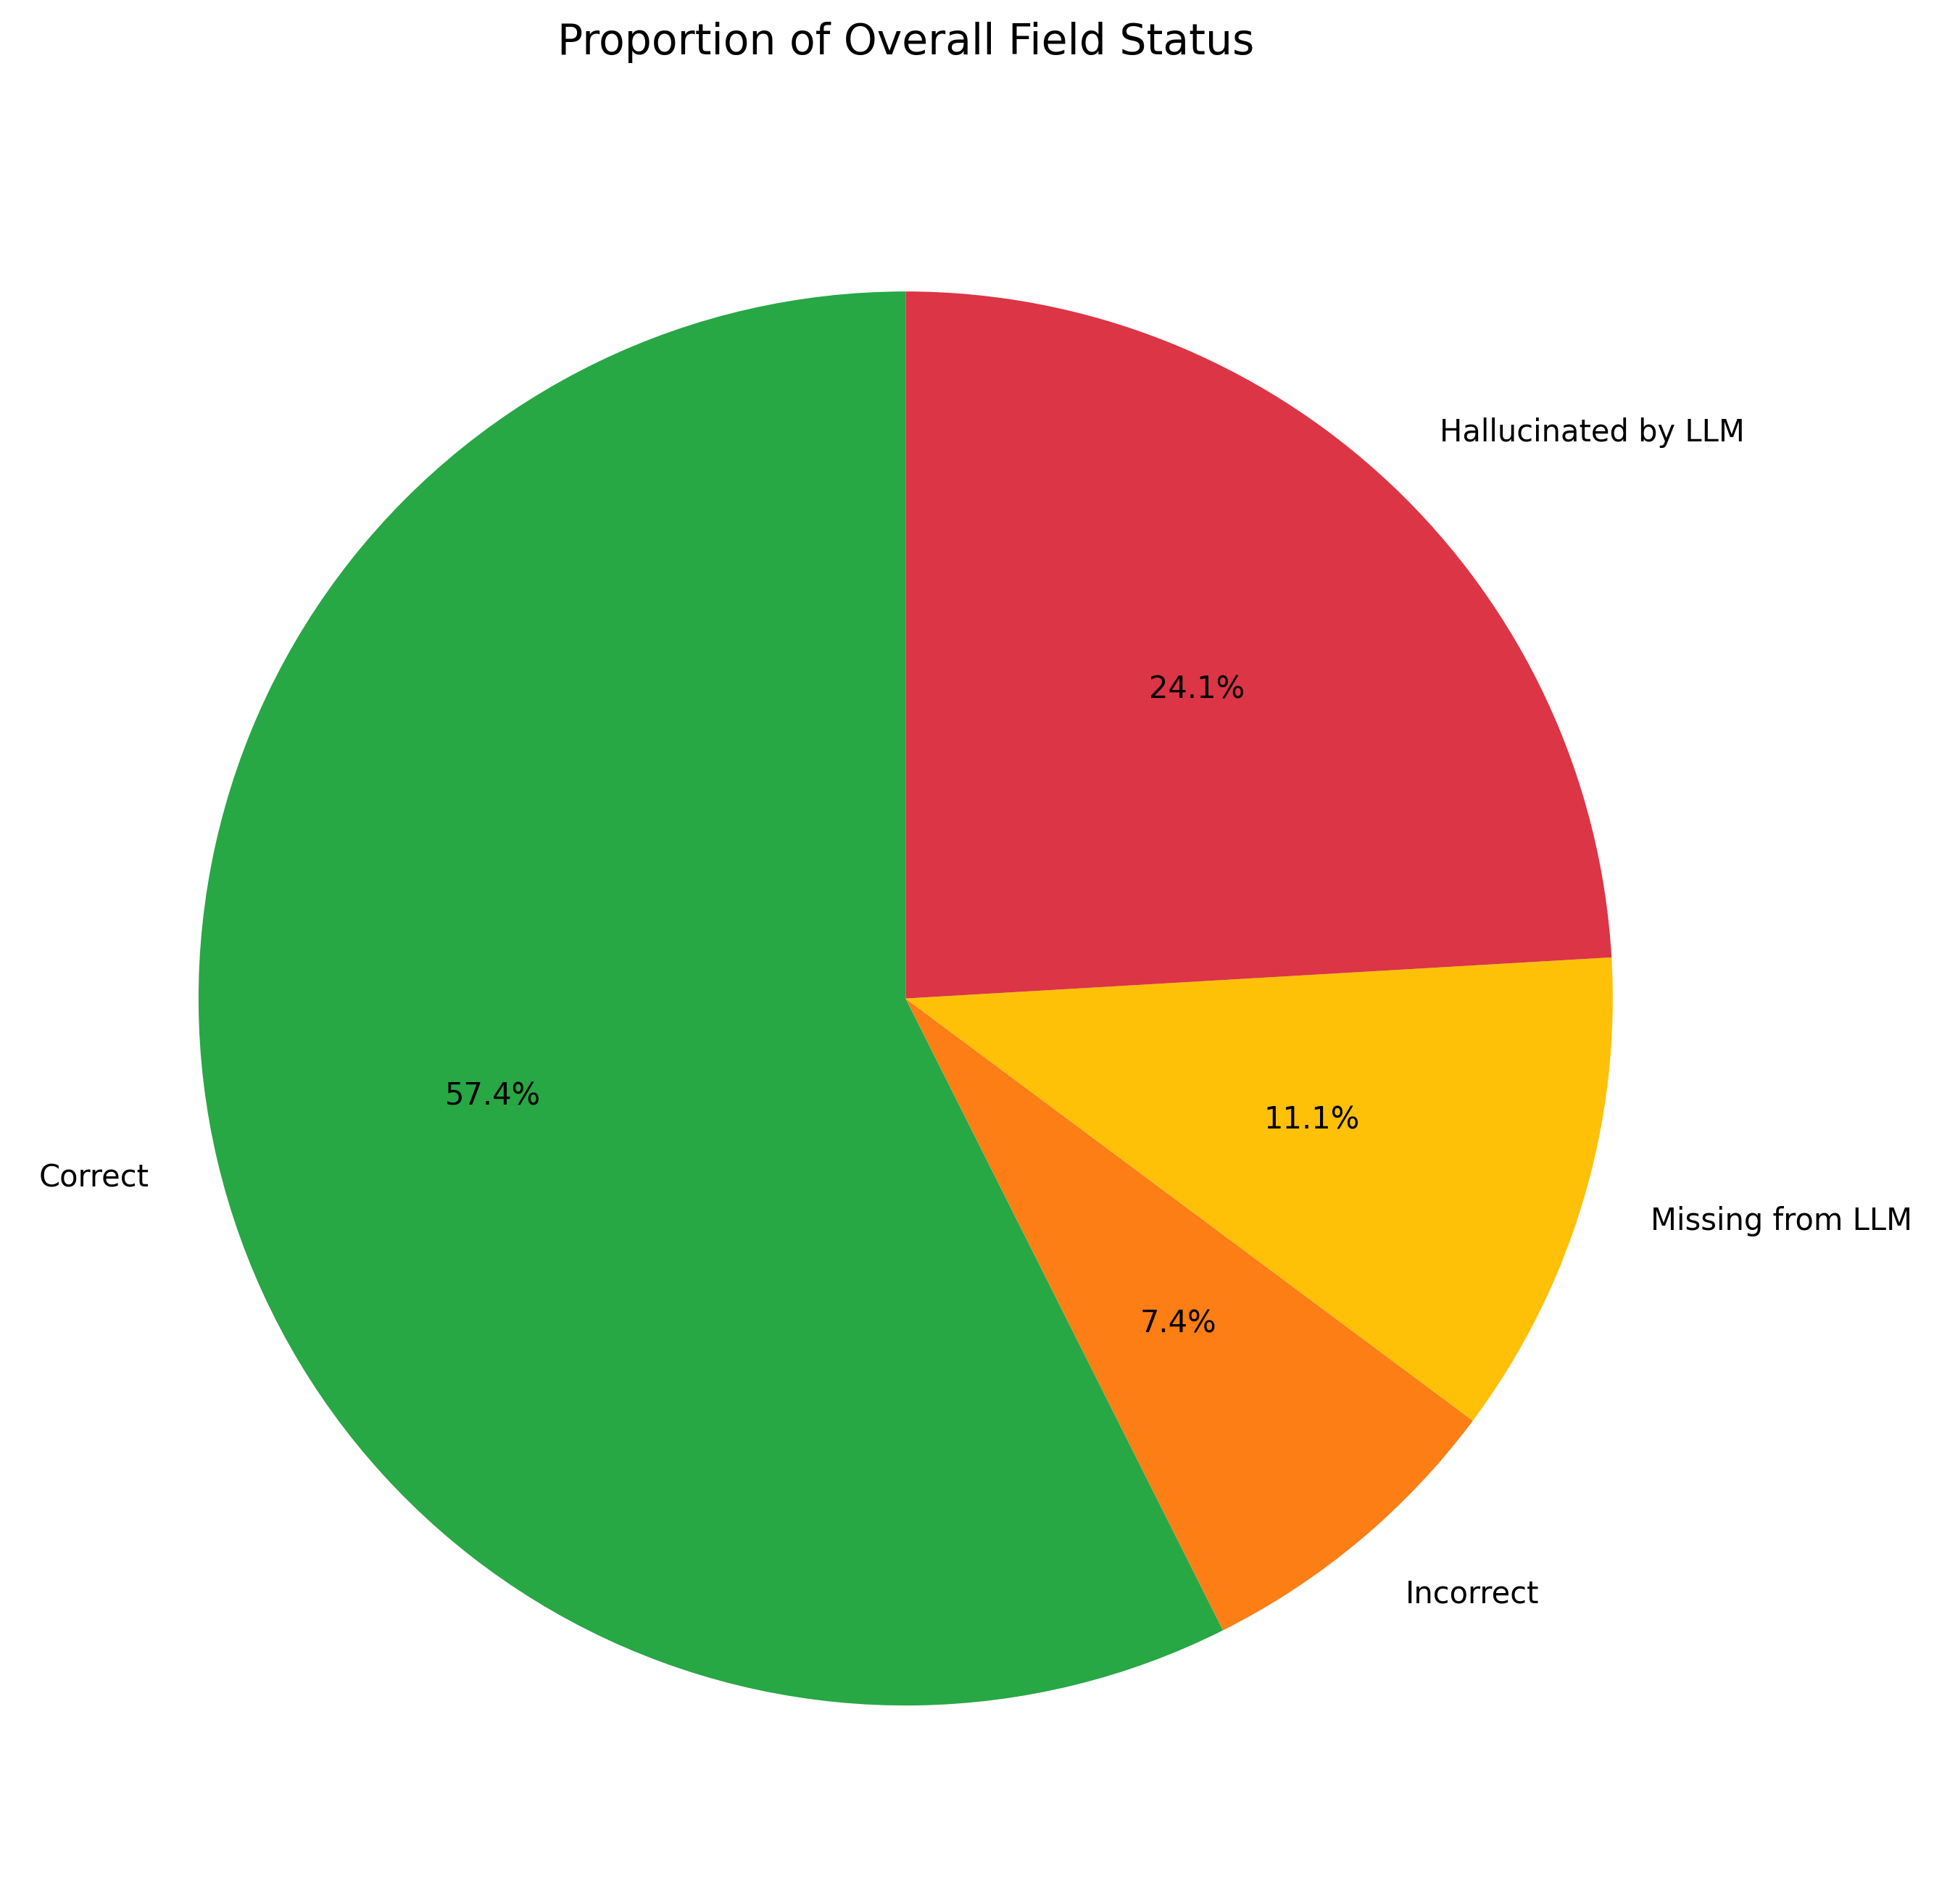 Proportion of Overall Field Status
Hallucinated by LLM
24.1%
57.4%
11.1%
Correct
Missing from LLM
7.4%
Incorrect